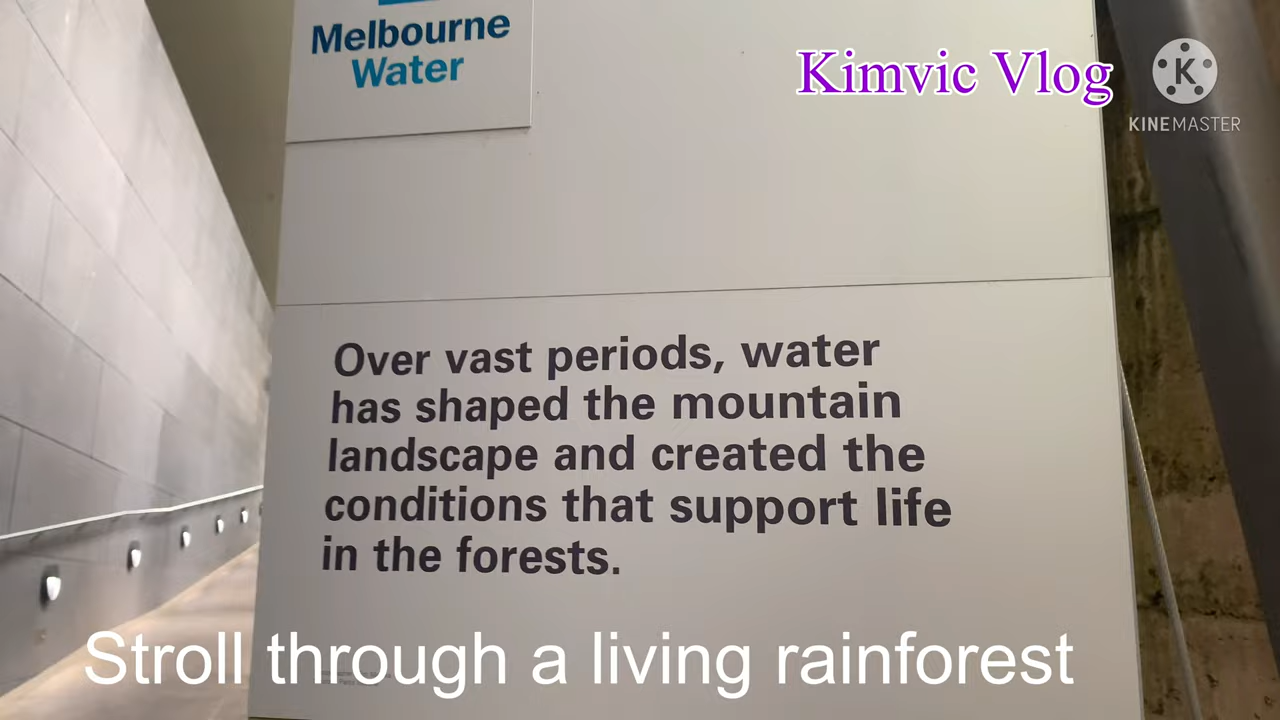 Melbourne
Water
Kimvic Vlog
K
KINEMASTER
Over vast periods, water
has shaped the mountain
landscape and created the
conditions that support life
in the forests.
Stroll through a living rainforest